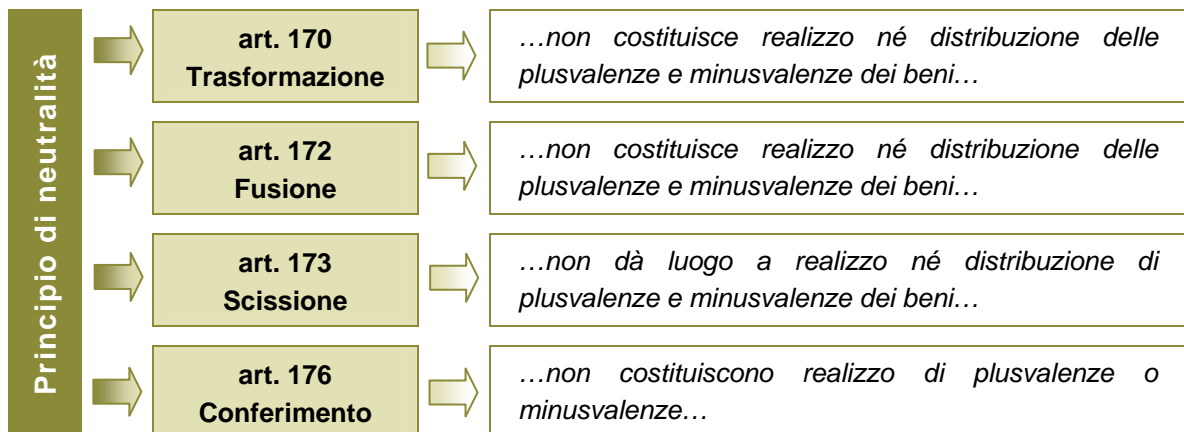 Principio di neutralità
art. 170
Trasformazione
…non costituisce realizzo né distribuzione delle
plusvalenze e minusvalenze dei beni…
art. 172
Fusione
…non costituisce realizzo né distribuzione delle
plusvalenze e minusvalenze dei beni…
art. 173
Scissione
…non dà luogo a realizzo né distribuzione di
plusvalenze e minusvalenze dei beni…
art. 176
Conferimento
…non costituiscono realizzo di plusvalenze o
minusvalenze…